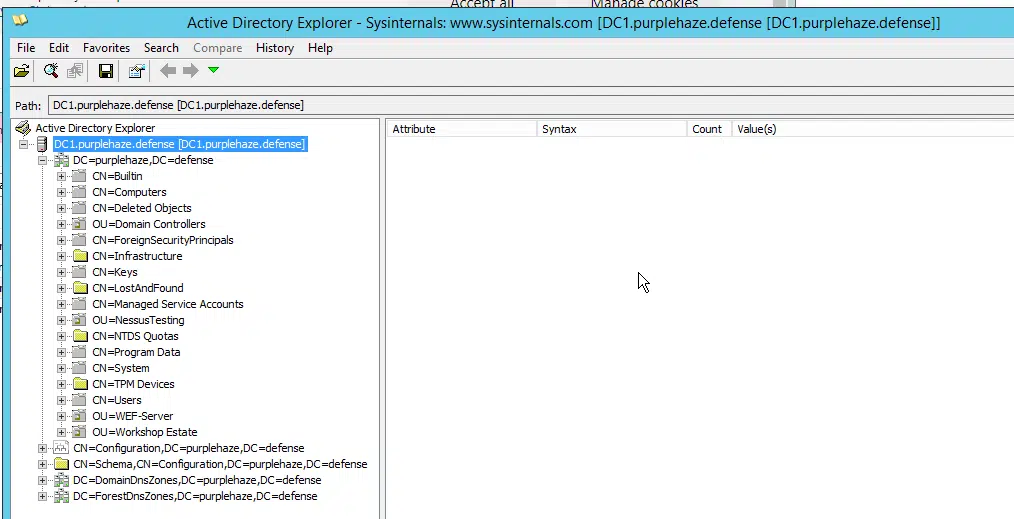 Accept all Manage cookies
Active Directory Explorer - Sysinternals: www.sysinternals.com [DC1.purplehaze.defense [DC1.purplehaze.defense]]
File Edit Favorites Search Compare History Help
Path: DC1.purplehaze.defense [DC1.purplehaze.defense]
Active Directory Explorer
DC1.purplehaze.defense [DC1.purplehaze.defense]
DC=purplehaze,DC=defense
CN=Builtin
CN=Computers
CN=Deleted Objects
OU=Domain Controllers
CN=ForeignSecurityPrincipals
CN=Infrastructure
CN=Keys
CN=LostAndFound
CN=Managed Service Accounts
OU=NessusTesting
CN=NTDS Quotas
CN=Program Data
CN=System
CN=TPM Devices
CN=Users
OU=WEF-Server
OU=Workshop Estate
CN=Configuration,DC=purplehaze,DC=defense
CN=Schema,CN=Configuration,DC=purplehaze,DC=defense
DC=DomainDnsZones,DC=purplehaze,DC=defense
DC=ForestDnsZones,DC=purplehaze,DC=defense
Attribute Syntax Count Value(s)